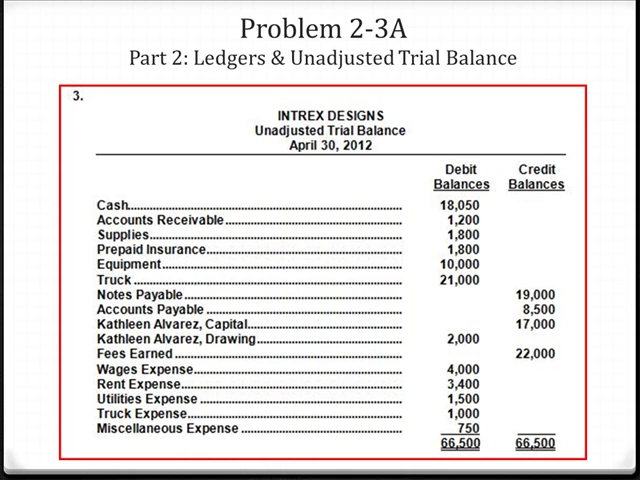 Problem 2-3A
Part 2: Ledgers & Unadjusted Trial Balance
3.
INTREX DESIGNS
Unadjusted Trial Balance
April 30, 2012
Debit Credit
Balances Balances
Cash 18,050
Accounts Receivable 1,200
Supplies 1,800
Prepaid Insurance 1,800
Equipment 10,000
Truck 21,000
Notes Payable 19,000
Accounts Payable 8,500
Kathleen Alvarez, Capital 17,000
Kathleen Alvarez, Drawing 2,000
Fees Earned 22,000
Wages Expense 4,000
Rent Expense 3,400
Utilities Expense 1,500
Truck Expense 1,000
Miscellaneous Expense 750
66,500 66,500